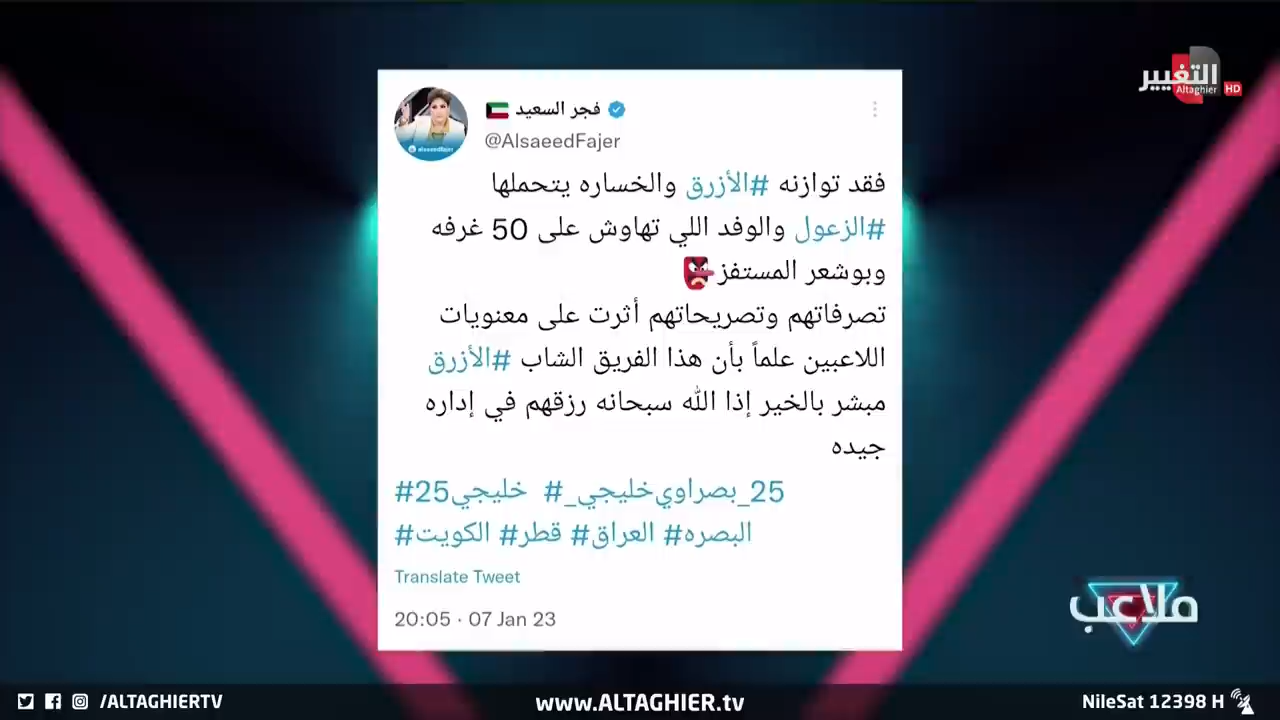 التغيير
Altaghier HD
فجر السعيد
@AlsaeedFajer
فقد توازنه #الأزرق والخساره يتحملها
#الزعول والوفد اللي تهاوش على 50 غرفه
وبوشعر المستفز👺
تصرفاتهم وتصريحاتهم أثرت على معنويات
اللاعبين علماً بأن هذا الفريق الشاب #الأزرق
مبشر بالخير إذا الله سبحانه رزقهم في إداره
جيده
#خليجي25 #_بصراوي_خليجي_25
#الكويت #قطر #العراق #البصره
Translate Tweet
20:05 · 07 Jan 23
ملاعب
/ALTAGHIERTV
www.ALTAGHIER.tv
NileSat 12398 H